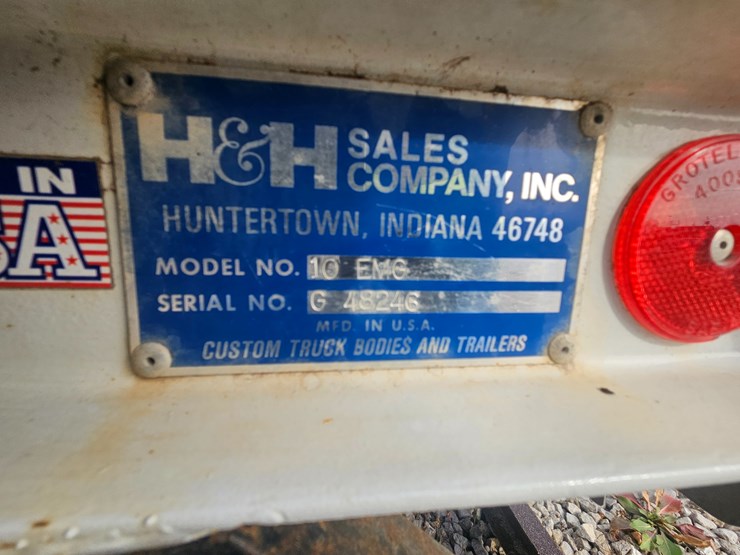 IN
SA
H&H SALES COMPANY, INC.
HUNTERTOWN, INDIANA 46748
MODEL NO. 10 EMC
SERIAL NO. G 48246
MFD. IN U.S.A.
CUSTOM TRUCK BODIES AND TRAILERS
GROTE
400